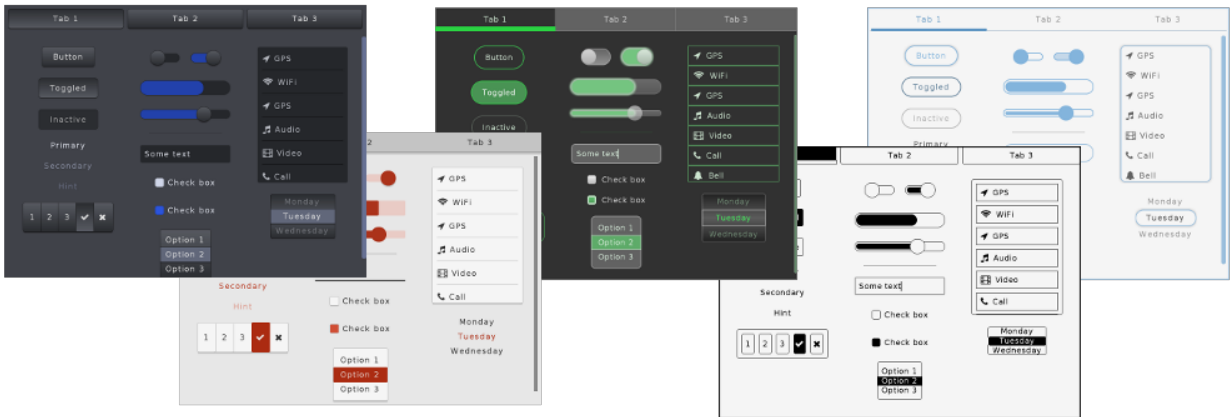 Tab 1
Tab 2
Tab 3
Button
Toggled
Inactive
Primary
Secondary
Hint
1 2 3
Some text
Check box
Check box
Option 1
Option 2
Option 3
GPS
WiFi
GPS
Audio
Video
Call
Monday
Tuesday
Wednesday
Tab 3
Secondary
Hint
1 2 3
Check box
Check box
Option 1
Option 2
Option 3
GPS
WiFi
GPS
Audio
Video
Call
Monday
Tuesday
Wednesday
Tab 1
Tab 2
Tab 3
Button
Toggled
Inactive
Some text
Check box
Check box
Option 1
Option 2
Option 3
GPS
WiFi
GPS
Audio
Video
Call
Bell
Monday
Tuesday
Wednesday
Tab 2
Tab 3
Secondary
Hint
1 2 3
Some text
Check box
Check box
Option 1
Option 2
Option 3
GPS
WiFi
GPS
Audio
Video
Call
Monday
Tuesday
Wednesday
Tab 1
Tab 2
Tab 3
Button
Toggled
Inactive
Primary
GPS
WiFi
GPS
Audio
Video
Call
Bell
Monday
Tuesday
Wednesday